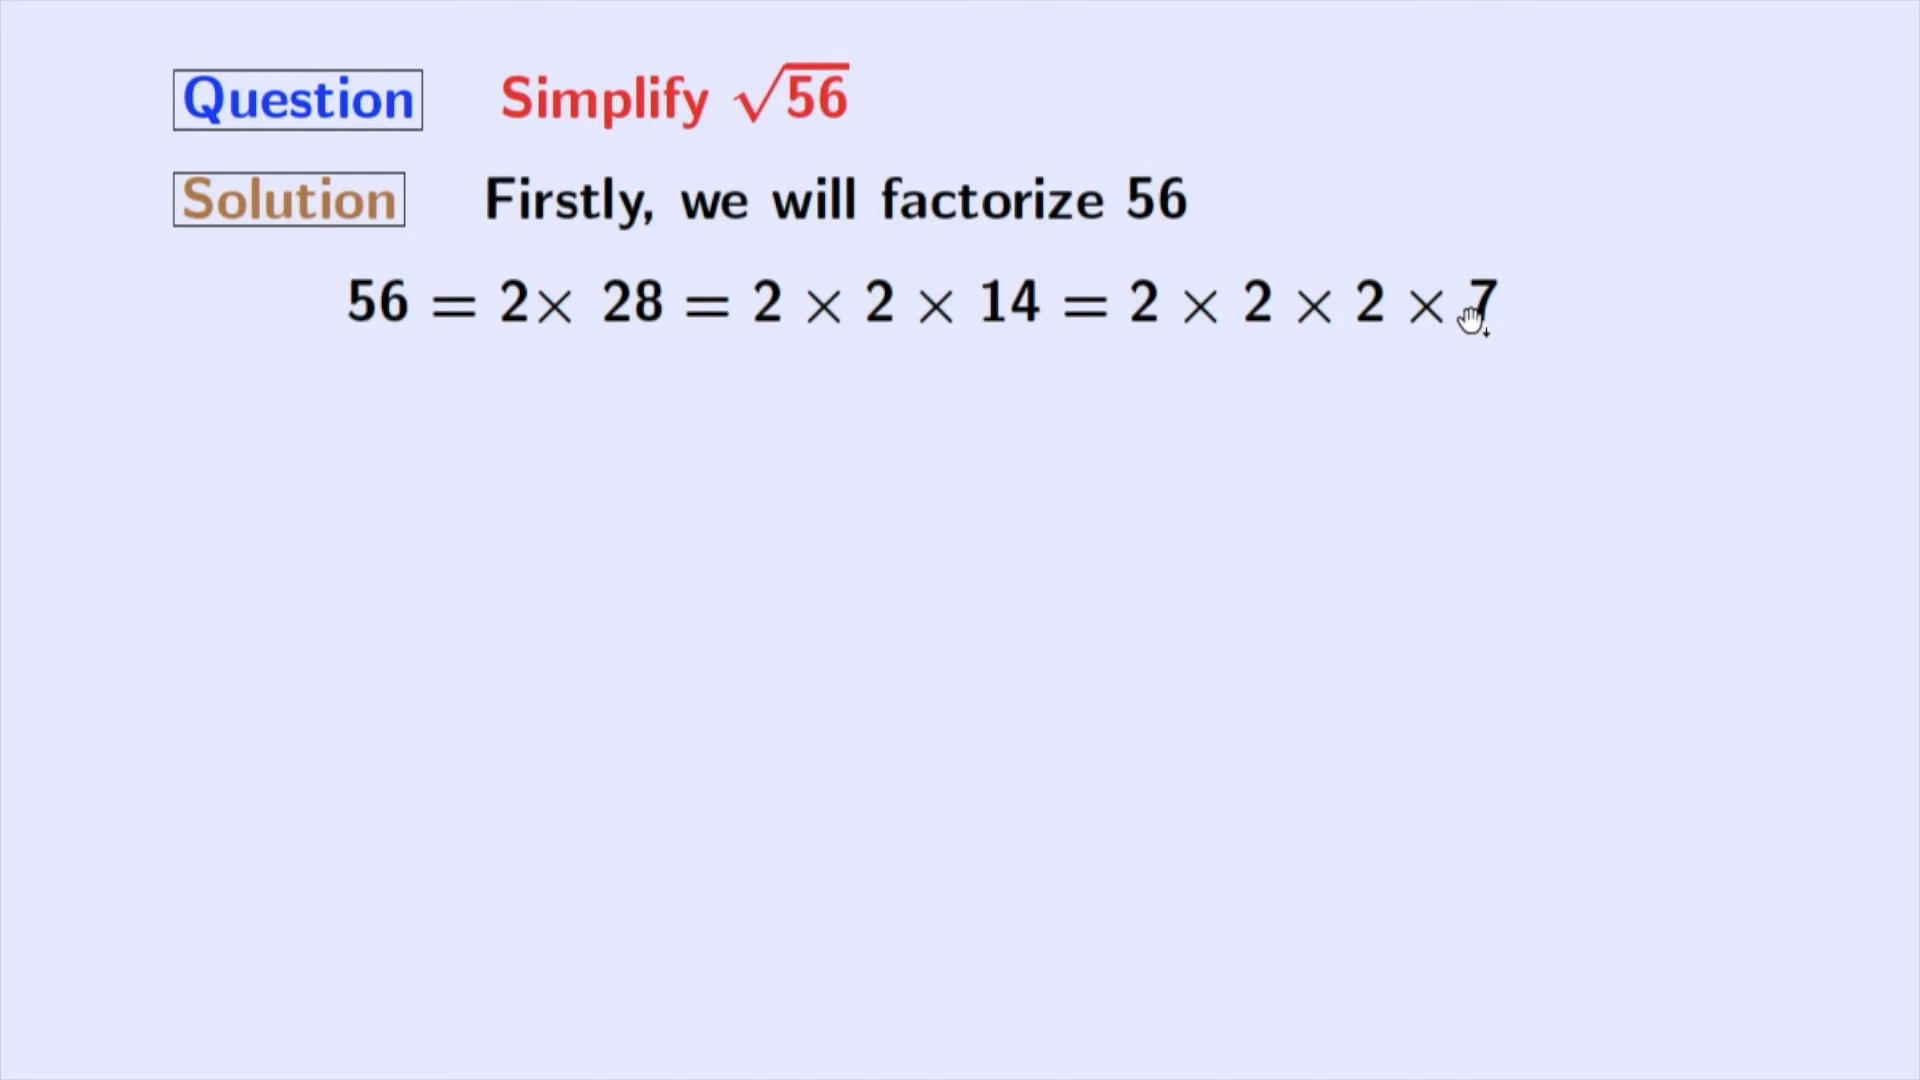 Question Simplify √56
Solution Firstly, we will factorize 56
56 = 2× 28 = 2 × 2 × 14 = 2 × 2 × 2 × 7